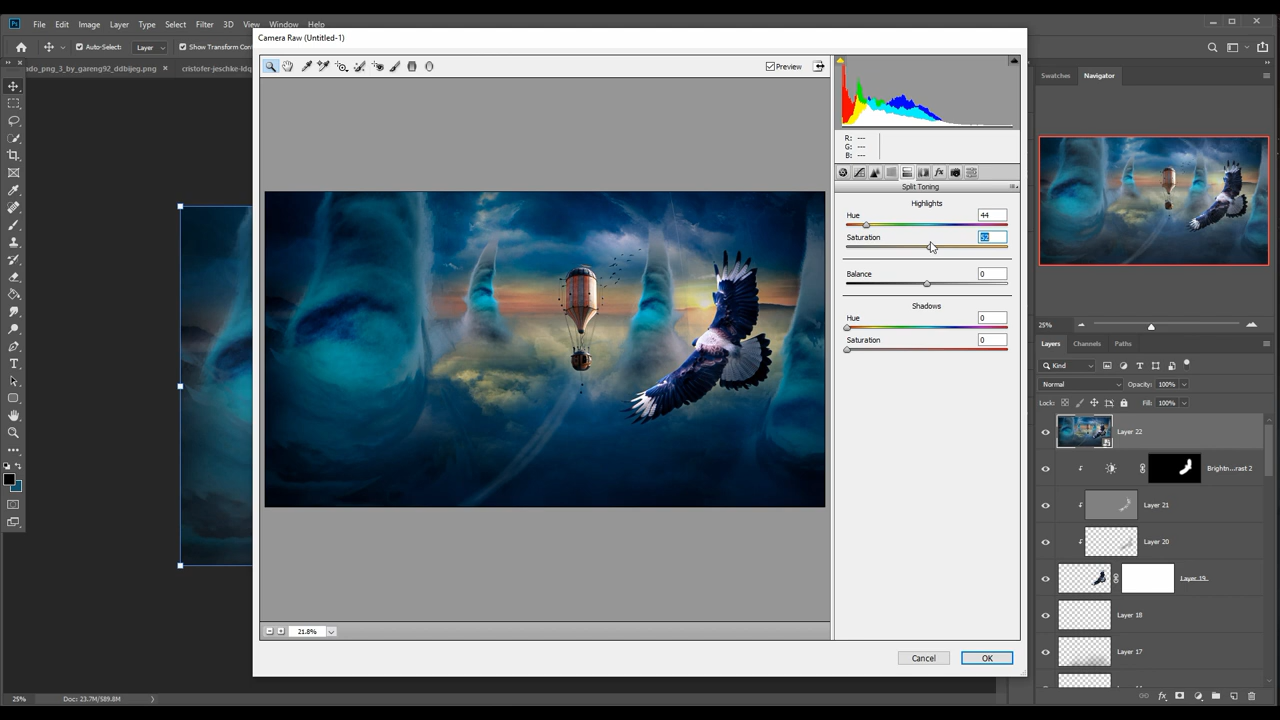 Ps File Edit Image Layer Type Select Filter 3D View Window Help
Camera Raw (Untitled-1)
Auto-Select: Layer Show Transform Cont
ado_png_3_by_gareng92_ddbijeg.png × cristofer-jeschke-ldq
Preview
R: ---
G: ---
B: ---
Split Toning
Highlights
Hue 44
Saturation 52
Balance 0
Shadows
Hue 0
Saturation 0
21.8%
Cancel OK
Swatches Navigator
25%
Layers Channels Paths
Kind
Normal Opacity: 100%
Lock: Fill: 100%
Layer 22
Brightn...rast 2
Layer 21
Layer 20
Layer 19
Layer 18
Layer 17
25% Doc: 23.7M/589.8M